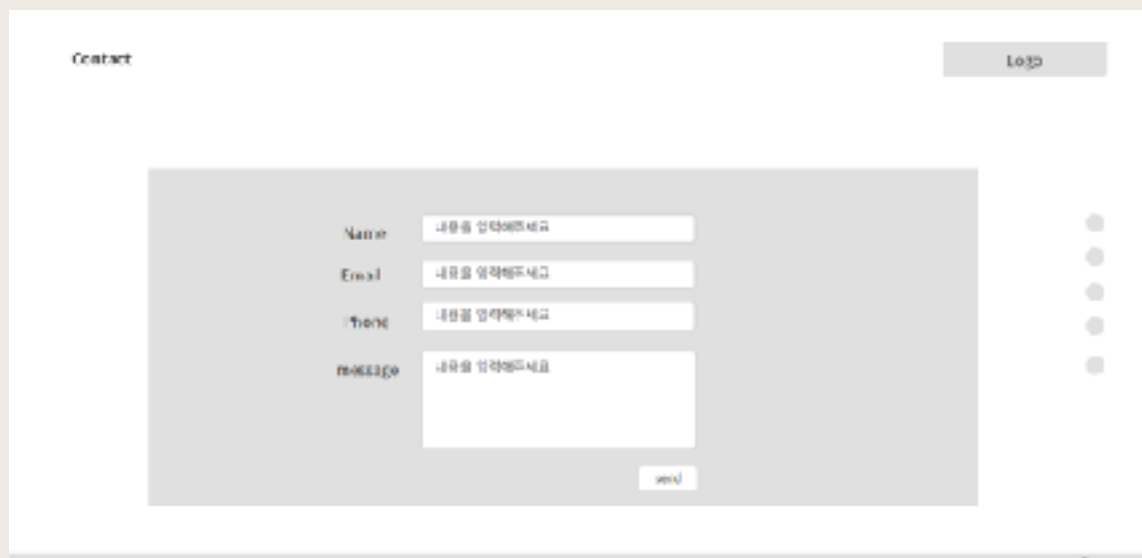 Contact
Logo
Name
내용을 입력해주세요
Email
내용을 입력해주세요
Phone
내용을 입력해주세요
message
내용을 입력해주세요
send